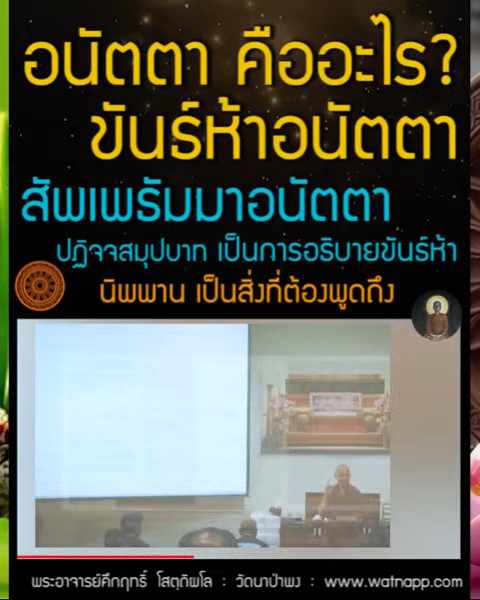 อนัตตา คืออะไร?
ขันธ์ห้าอนัตตา
สัพเพธัมมาอนัตตา
ปฏิจจสมุปบาท เป็นการอธิบายขันธ์ห้า
นิพพาน เป็นสิ่งที่ต้องพูดถึง
พระอาจารย์คึกฤทธิ์ โสตฺถิผโล : วัดนาป่าพง : www.watnapp.com